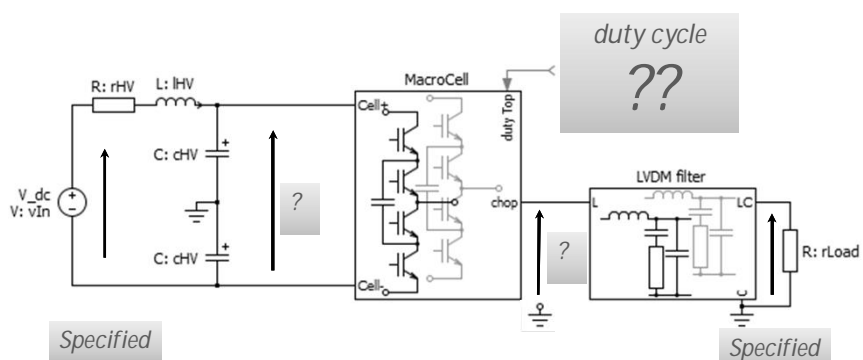 duty cycle
??
MacroCell
R: rHV
L: lHV
Cell+
duty Top
C: cHV
LVDM filter
V_dc
V: vIn
?
chop
L
LC
?
R: rLoad
C: cHV
Cell-
C
Specified
Specified